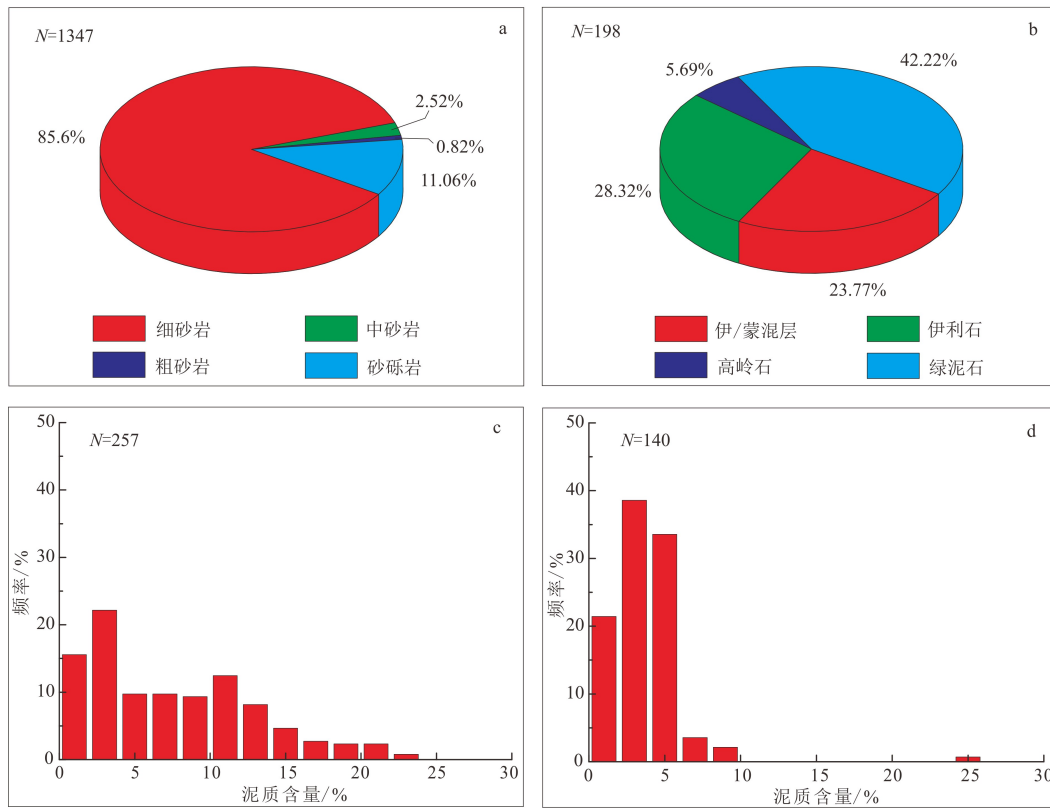 N=1347
a
2.52%
85.6%
0.82%
11.06%
细砂岩
中砂岩
粗砂岩
砂砾岩
N=198
b
42.22%
5.69%
28.32%
23.77%
伊/蒙混层
伊利石
高岭石
绿泥石
50
N=257
c
40
30
频率/%
20
10
0
0 5 10 15 20 25 30
泥质含量/%
50
N=140
d
40
30
频率/%
20
10
0
0 5 10 15 20 25 30
泥质含量/%